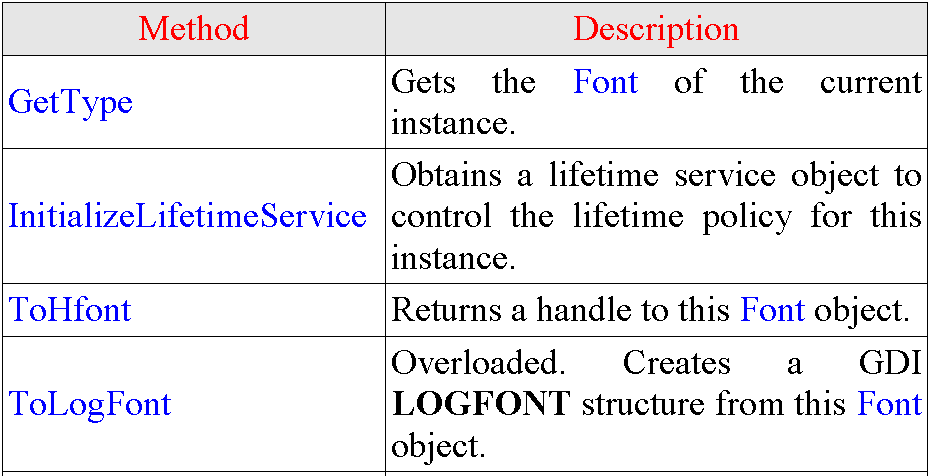 Method Description
GetType
Gets the Font of the current
instance.
InitializeLifetimeService
Obtains a lifetime service object to
control the lifetime policy for this
instance.
ToHfont
Returns a handle to this Font object.
ToLogFont
Overloaded. Creates a GDI
LOGFONT structure from this Font
object.